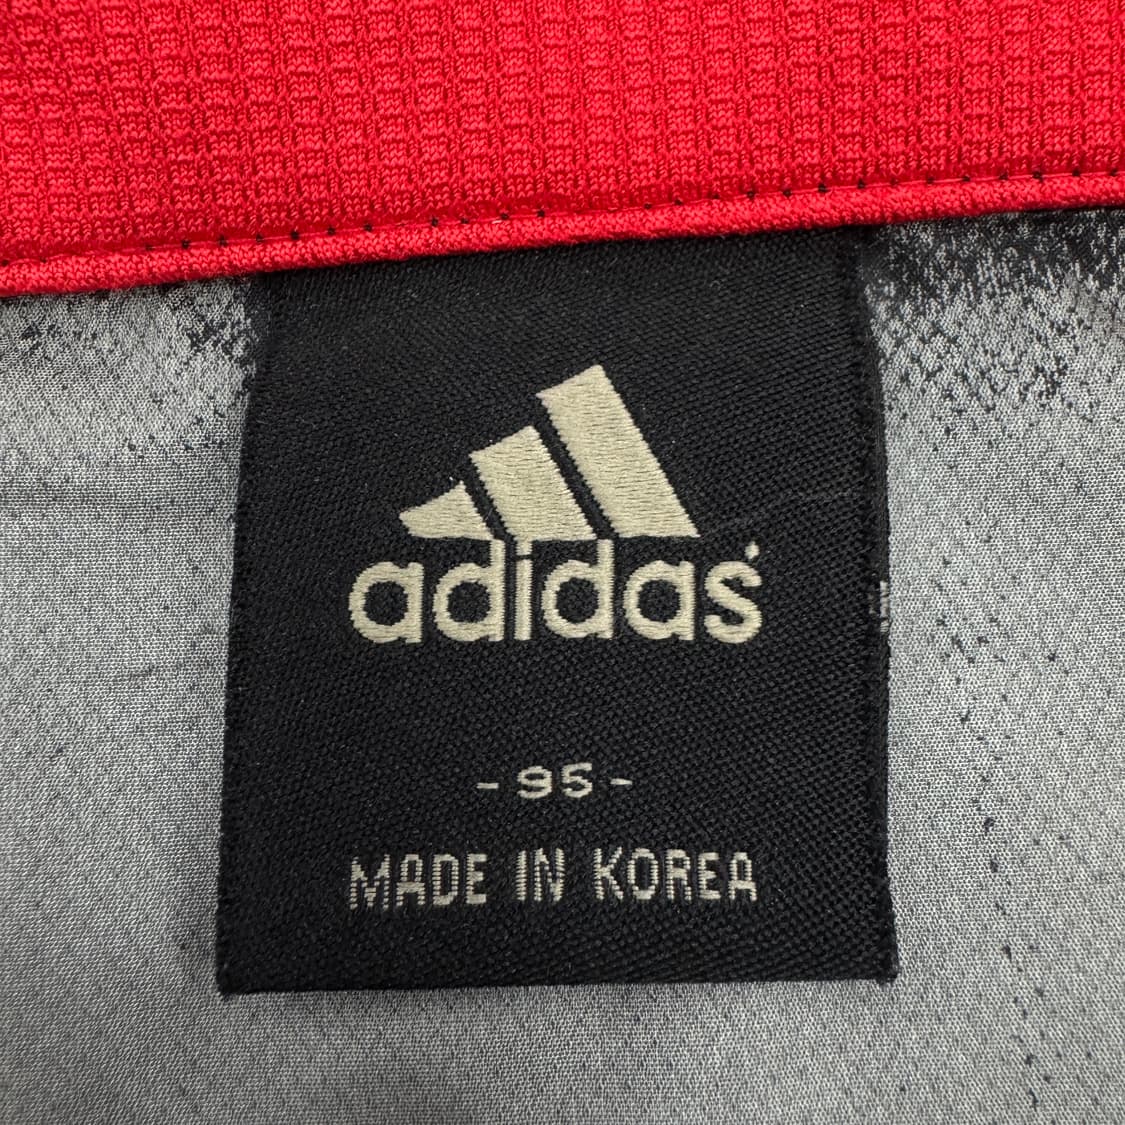 adidas
- 95 -
MADE IN KOREA